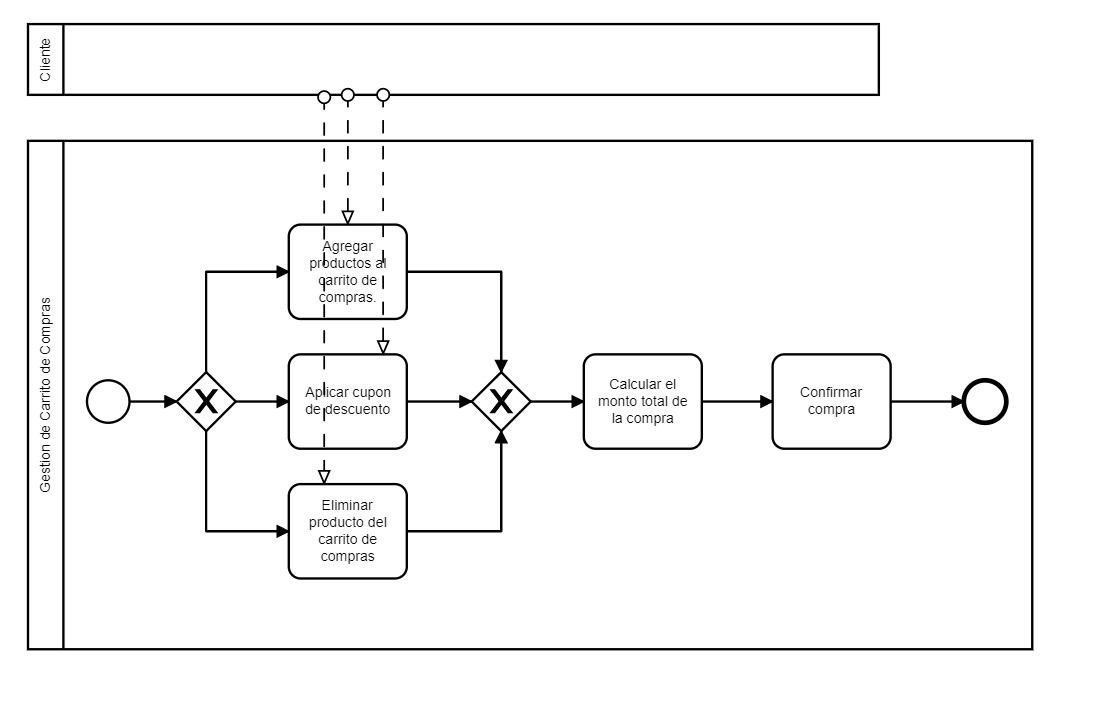 Cliente
Gestion de Carrito de Compras
Agregar
productos al
carrito de
compras.
Aplicar cupon
de descuento
Eliminar
producto del
carrito de
compras
Calcular el
monto total de
la compra
Confirmar
compra